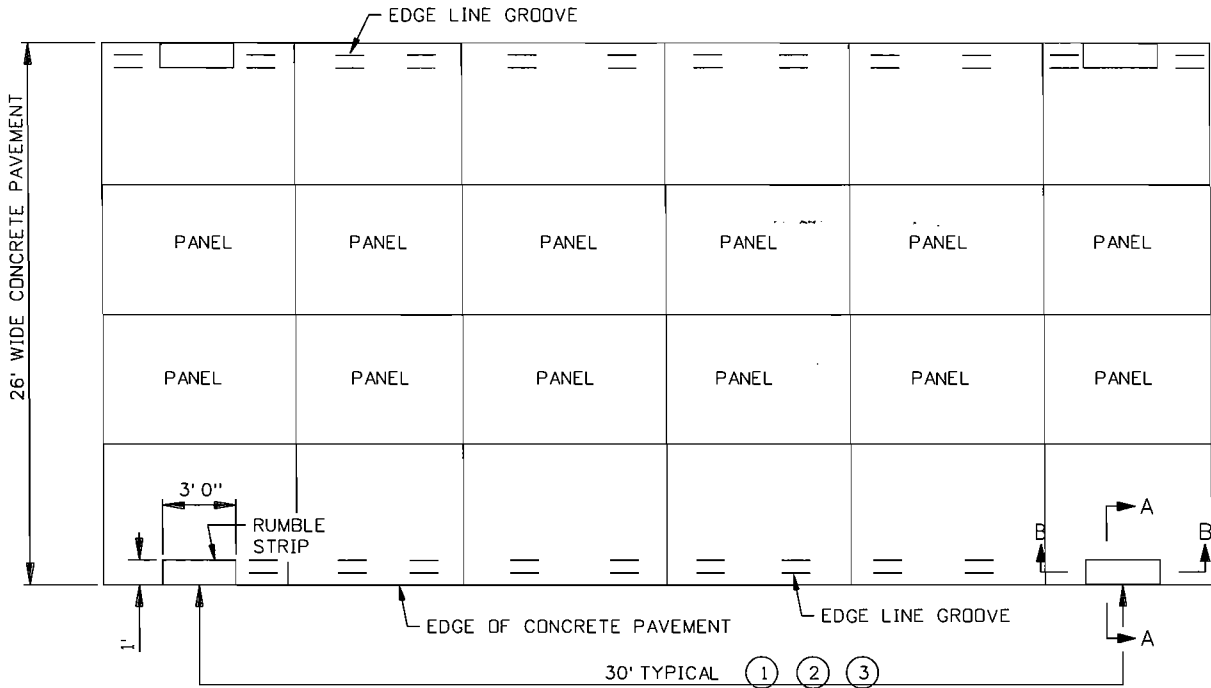 EDGE LINE GROOVE
26' WIDE CONCRETE PAVEMENT
PANEL PANEL PANEL PANEL PANEL PANEL
PANEL PANEL PANEL PANEL PANEL PANEL
3' 0"
RUMBLE
STRIP
A
B B
1'
EDGE OF CONCRETE PAVEMENT
EDGE LINE GROOVE
A
30' TYPICAL 1 2 3